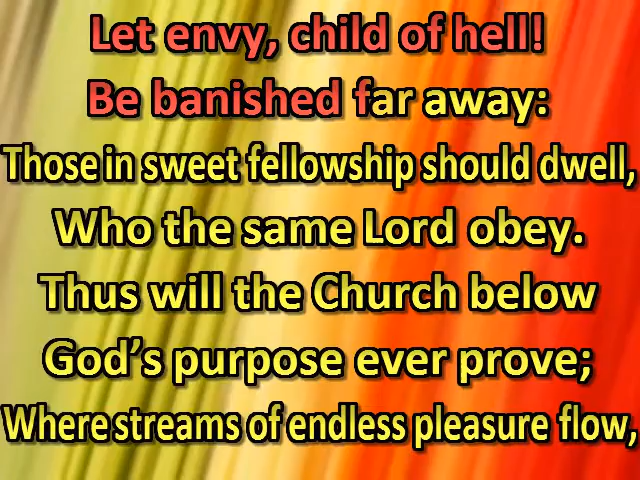 Let envy, child of hell!
Be banished far away:
Those in sweet fellowship should dwell,
Who the same Lord obey.
Thus will the Church below
God’s purpose ever prove;
Where streams of endless pleasure flow,